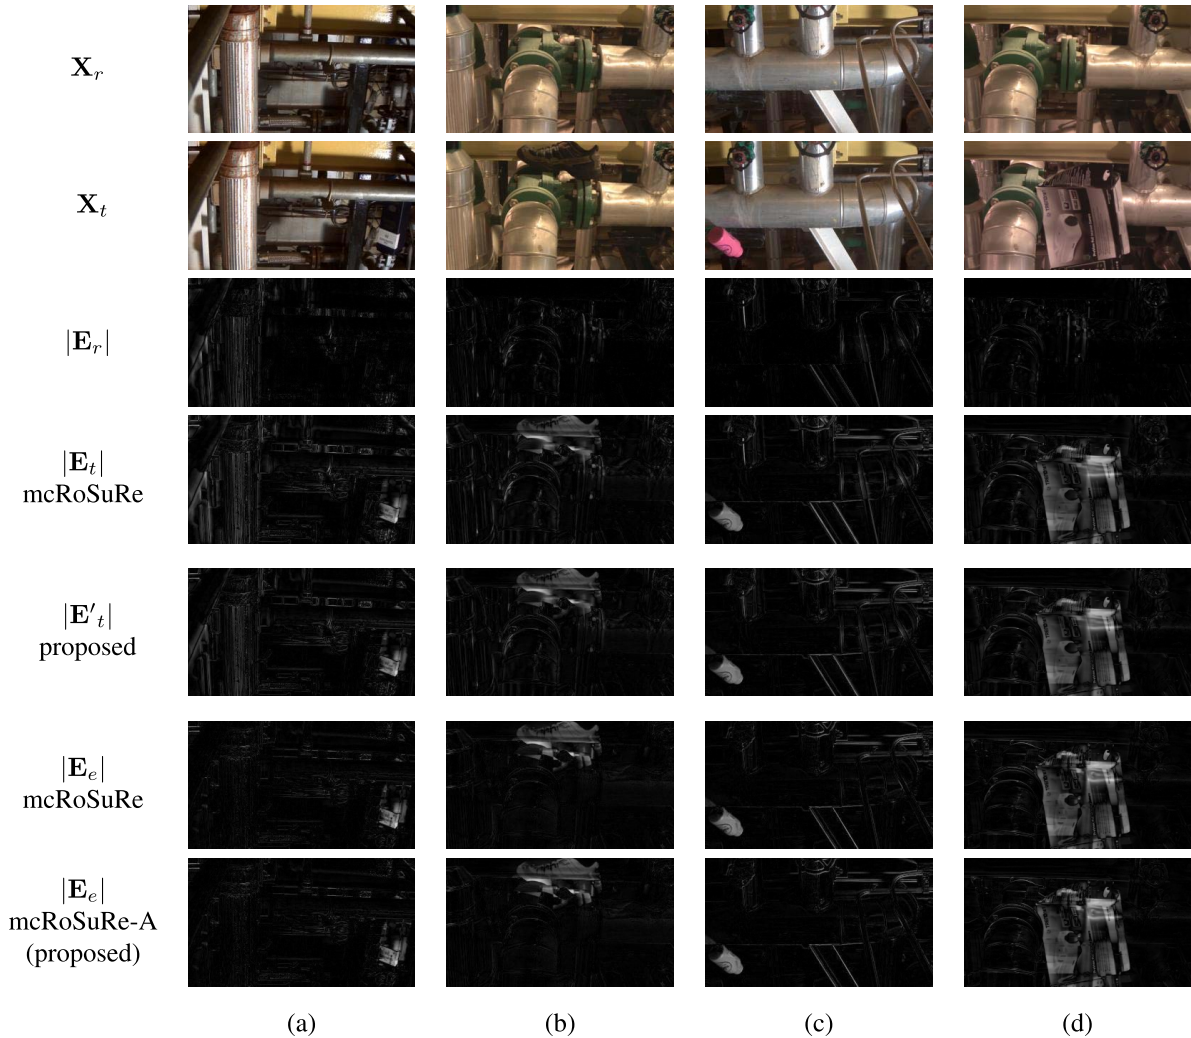 X_r
X_t
|E_r|
|E_t|
mcRoSuRe
|E'_t|
proposed
|E_e|
mcRoSuRe
|E_e|
mcRoSuRe-A
(proposed)
(a) (b) (c) (d)